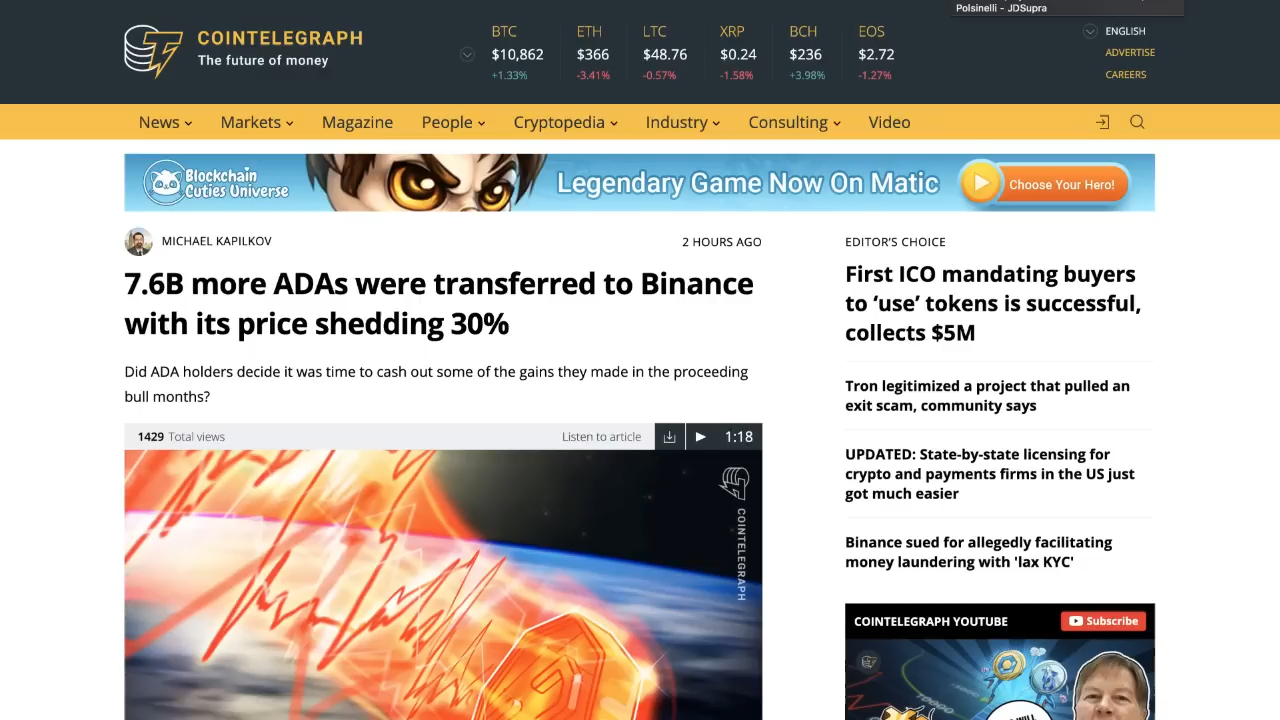 Polsinelli - JDSupra
COINTELEGRAPH
The future of money
BTC
$10,862
+1.33%
ETH
$366
-3.41%
LTC
$48.76
-0.57%
XRP
$0.24
-1.58%
BCH
$236
+3.98%
EOS
$2.72
-1.27%
ENGLISH
ADVERTISE
CAREERS
News
Markets
Magazine
People
Cryptopedia
Industry
Consulting
Video
Blockchain
Cuties Universe
Legendary Game Now On Matic
Choose Your Hero!
MICHAEL KAPILKOV
2 HOURS AGO
7.6B more ADAs were transferred to Binance
with its price shedding 30%
Did ADA holders decide it was time to cash out some of the gains they made in the proceeding
bull months?
1429 Total views
Listen to article
1:18
COINTELEGRAPH
EDITOR'S CHOICE
First ICO mandating buyers
to ‘use’ tokens is successful,
collects $5M
Tron legitimized a project that pulled an
exit scam, community says
UPDATED: State-by-state licensing for
crypto and payments firms in the US just
got much easier
Binance sued for allegedly facilitating
money laundering with 'lax KYC'
COINTELEGRAPH YOUTUBE
Subscribe